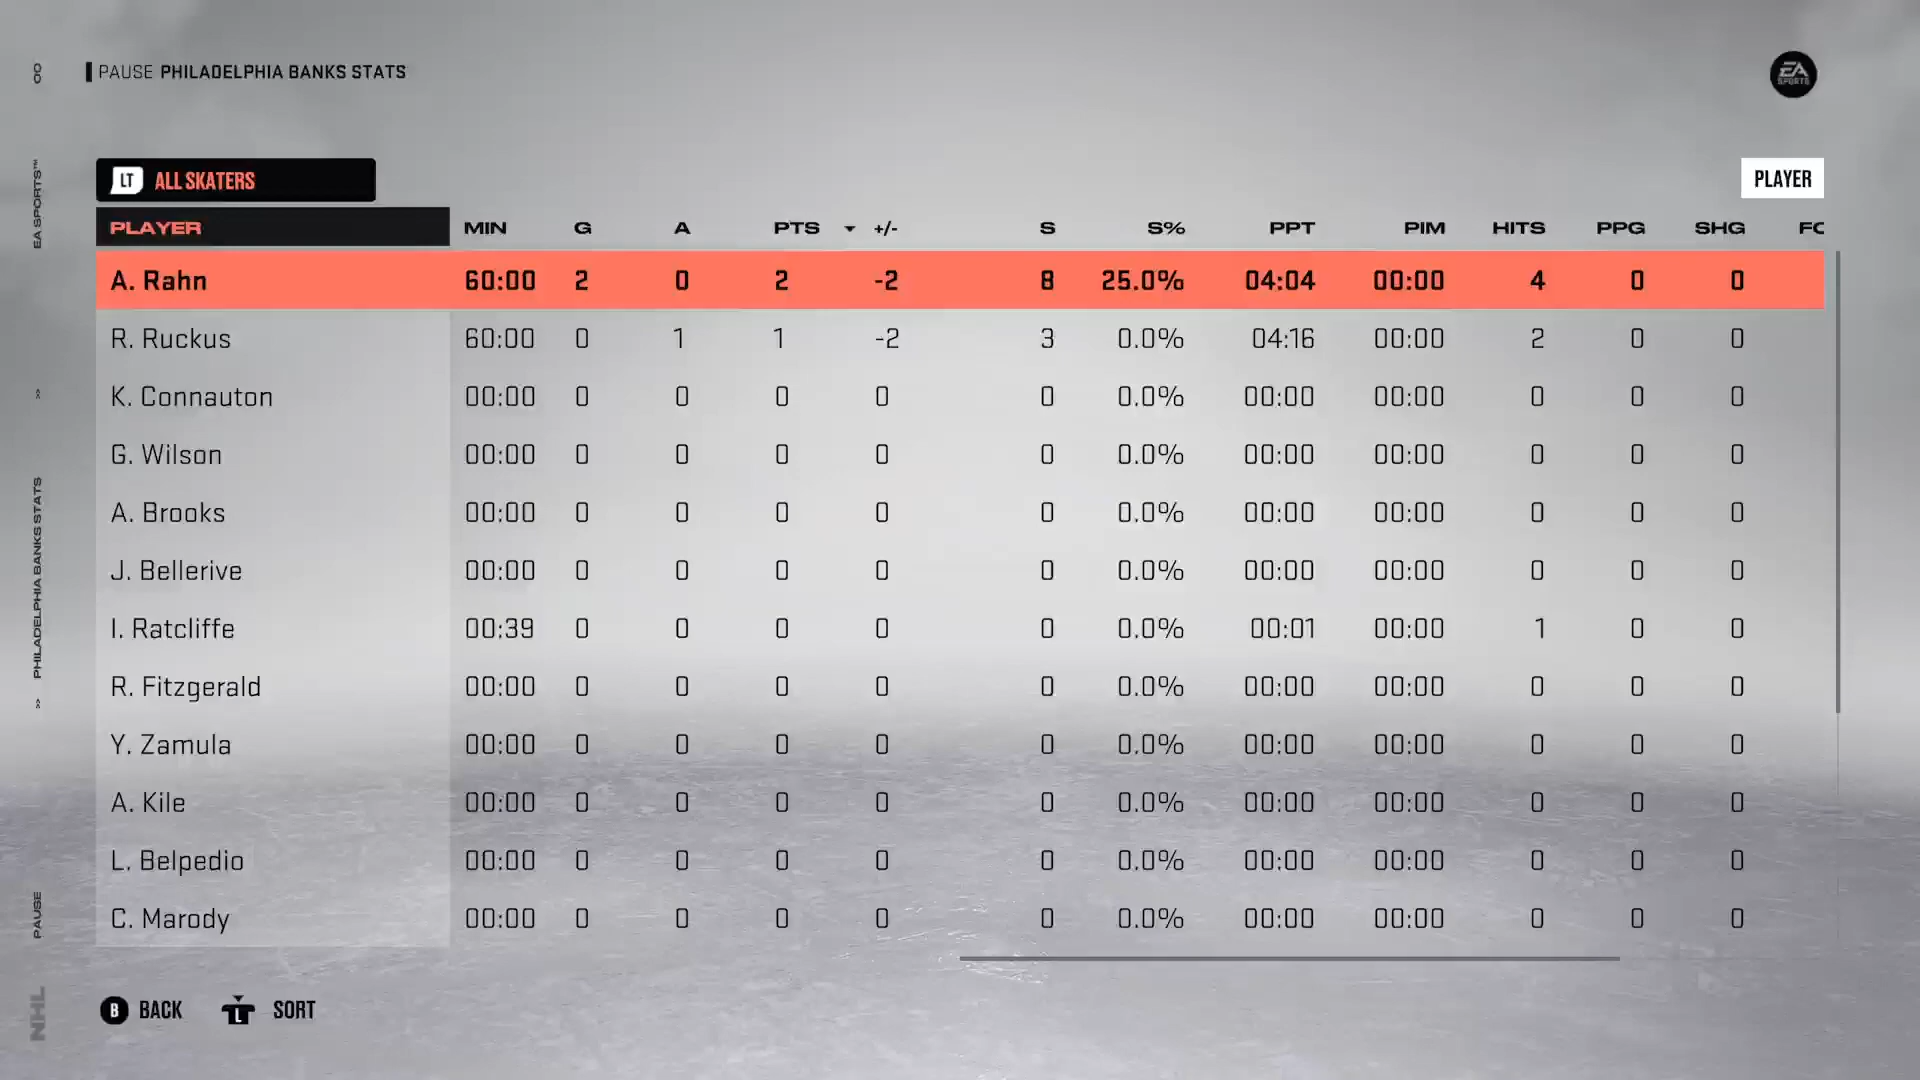 PAUSE PHILADELPHIA BANKS STATS
EA SPORTS
LT ALL SKATERS
PLAYER
PLAYER MIN G A PTS +/- S S% PPT PIM HITS PPG SHG FC
A. Rahn 60:00 2 0 2 -2 8 25.0% 04:04 00:00 4 0 0
R. Ruckus 60:00 0 1 1 -2 3 0.0% 04:16 00:00 2 0 0
K. Connauton 00:00 0 0 0 0 0 0.0% 00:00 00:00 0 0 0
G. Wilson 00:00 0 0 0 0 0 0.0% 00:00 00:00 0 0 0
A. Brooks 00:00 0 0 0 0 0 0.0% 00:00 00:00 0 0 0
J. Bellerive 00:00 0 0 0 0 0 0.0% 00:00 00:00 0 0 0
I. Ratcliffe 00:39 0 0 0 0 0 0.0% 00:01 00:00 1 0 0
R. Fitzgerald 00:00 0 0 0 0 0 0.0% 00:00 00:00 0 0 0
Y. Zamula 00:00 0 0 0 0 0 0.0% 00:00 00:00 0 0 0
A. Kile 00:00 0 0 0 0 0 0.0% 00:00 00:00 0 0 0
L. Belpedio 00:00 0 0 0 0 0 0.0% 00:00 00:00 0 0 0
C. Marody 00:00 0 0 0 0 0 0.0% 00:00 00:00 0 0 0
B BACK L SORT
NHL PAUSE >> PHILADELPHIA BANKS STATS >> EA SPORTS™